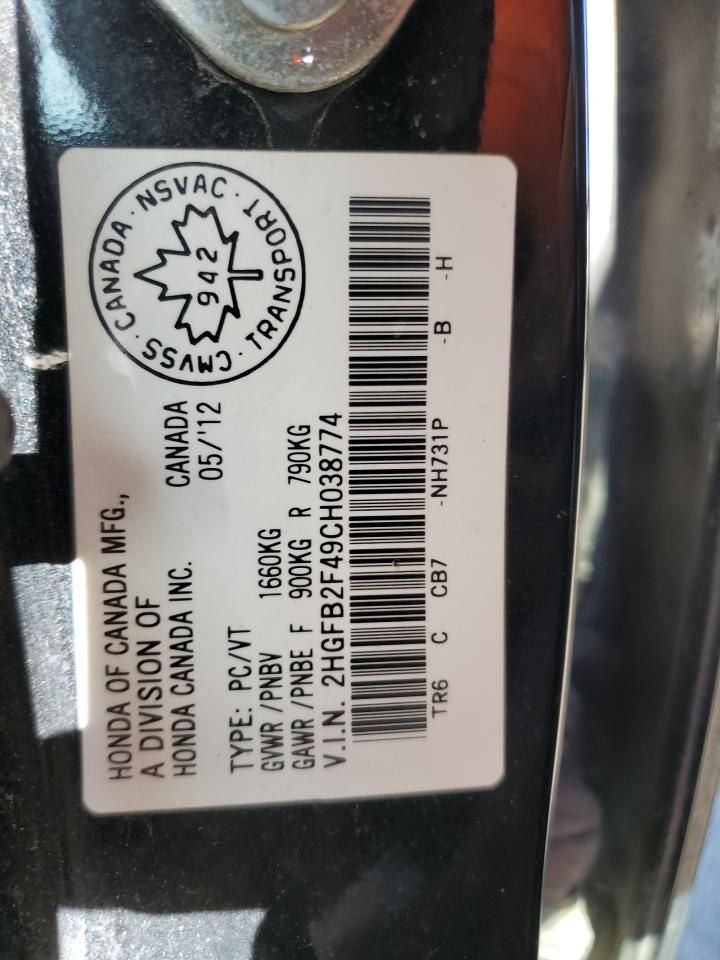 HONDA OF CANADA MFG.,
A DIVISION OF
HONDA CANADA INC.
CANADA
05/'12
CMVSS · CANADA · NSVAC · TRANSPORT ·
942
TYPE: PC/VT
GVWR /PNBV 1660KG
GAWR /PNBE F 900KG R 790KG
V.I.N. 2HGFB2F49CH038774
TR6 C CB7 -NH731P -B -H